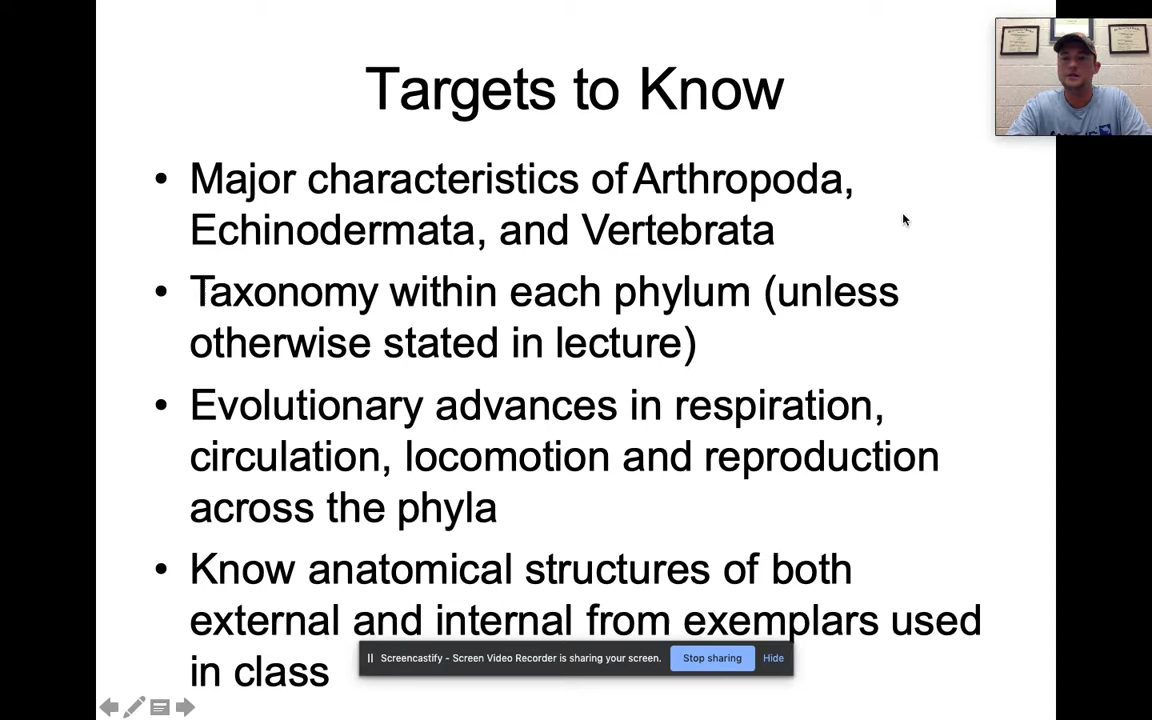 Targets to Know
• Major characteristics of Arthropoda,
Echinodermata, and Vertebrata
• Taxonomy within each phylum (unless
otherwise stated in lecture)
• Evolutionary advances in respiration,
circulation, locomotion and reproduction
across the phyla
• Know anatomical structures of both
external and internal from exemplars used
in class
Screencastify - Screen Video Recorder is sharing your screen.
Stop sharing
Hide